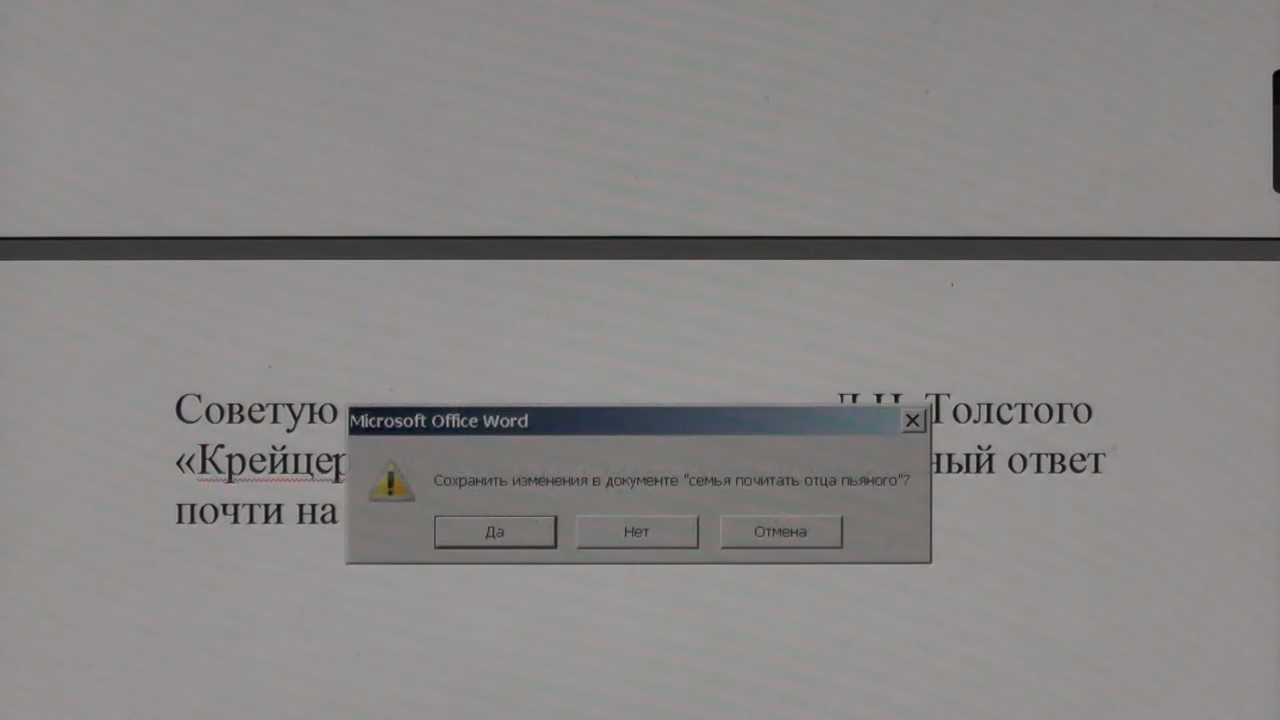 Советую Л.Н. Толстого
Microsoft Office Word
«Крейцер ный ответ
Сохранить изменения в документе "семья почитать отца пьяного"?
почти на
Да Нет Отмена